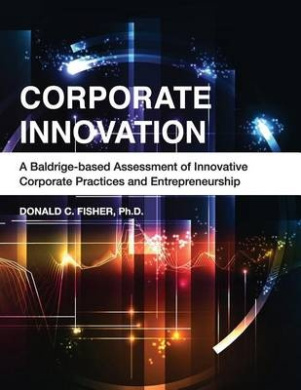 CORPORATE
INNOVATION
A Baldrige-based Assessment of Innovative
Corporate Practices and Entrepreneurship
DONALD C. FISHER, Ph.D.